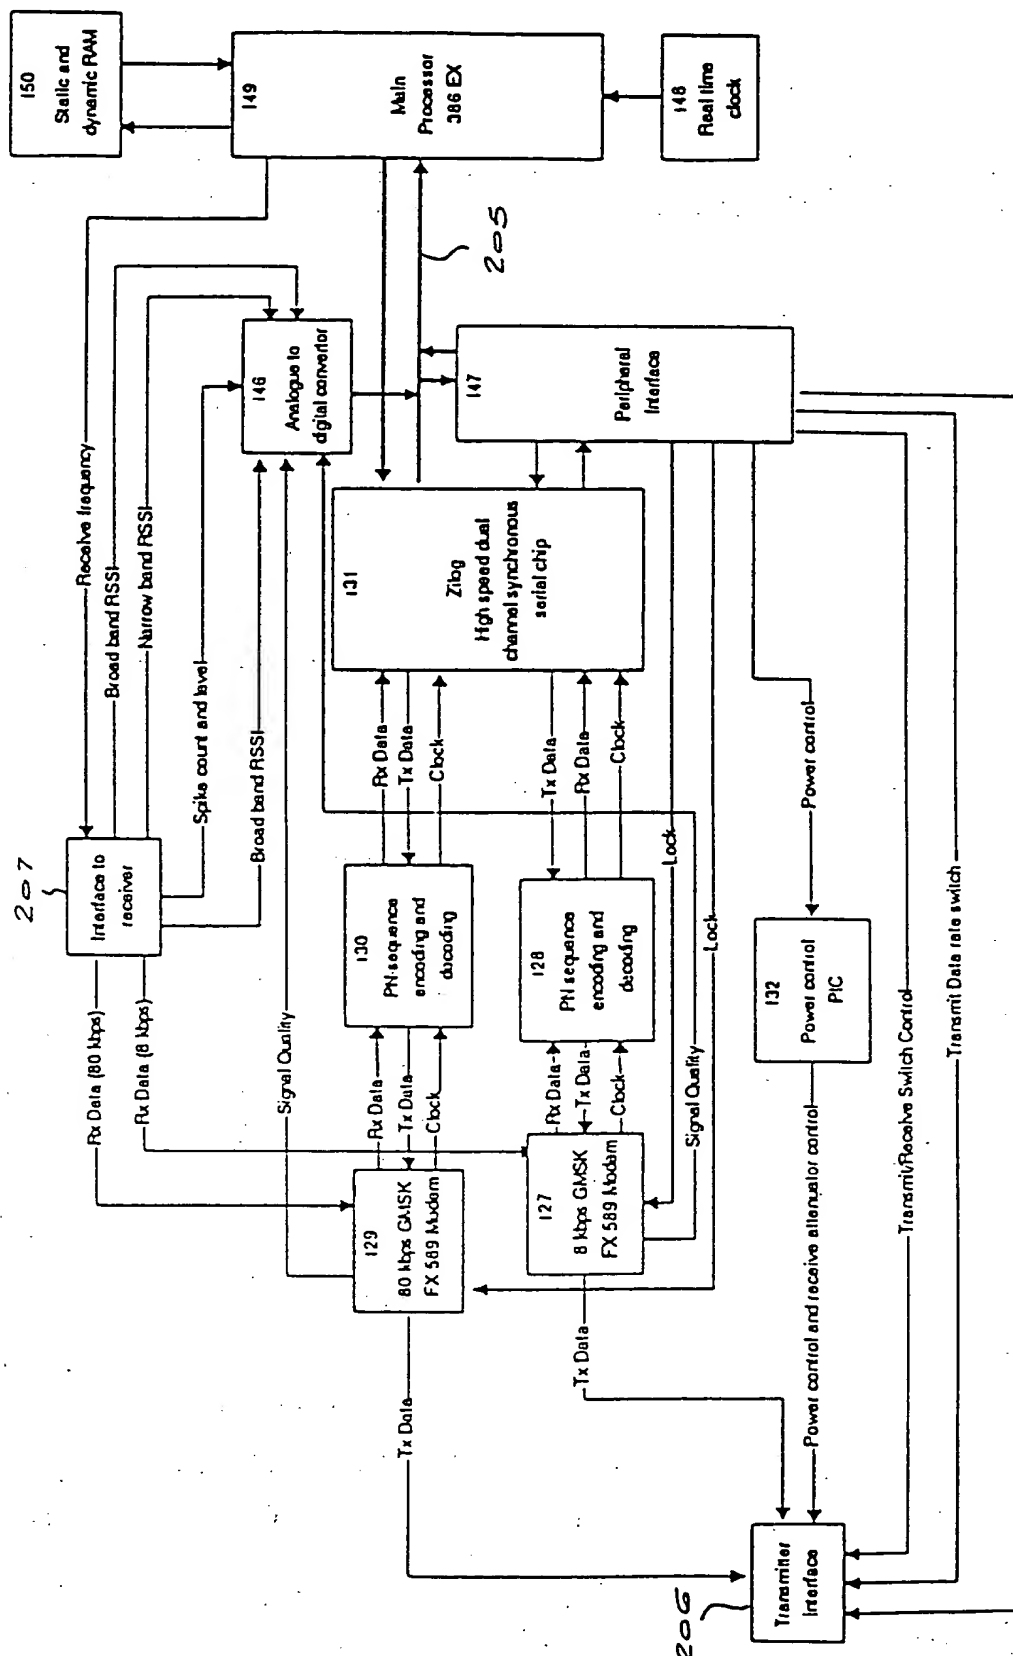 150
Static and
dynamic RAM
149
Main
Processor
386 EX
148
Real time
clock
205
Receive frequency
Broad band RSSI
Narrow band RSSI
Spike count and level
Broad band RSSI
146
Analogue to
digital convertor
147
Peripheral
Interface
131
Zilog
High speed dual
channel synchronous
serial chip
207
Interface to
receiver
Rx Data
Tx Data
Clock
Tx Data
Rx Data
Clock
Lock
Lock
Power control
130
PN-sequence
encoding and
decoding
128
PN sequence
encoding and
decoding
132
Power control
PIC
Rx Data (80 kbps)
Rx Data (8 kbps)
Signal Quality
Rx Data
Tx Data
Clock
Rx Data
Tx Data
Clock
Signal Quality
129
80 kbps GMSK
FX 589 Modem
127
8 kbps GMSK
FX 589 Modem
Tx Data
Tx Data
Power control and receive attenuator control
Transmit/Receive Switch Control
Transmit Data rate switch
206
Transmitter
Interface